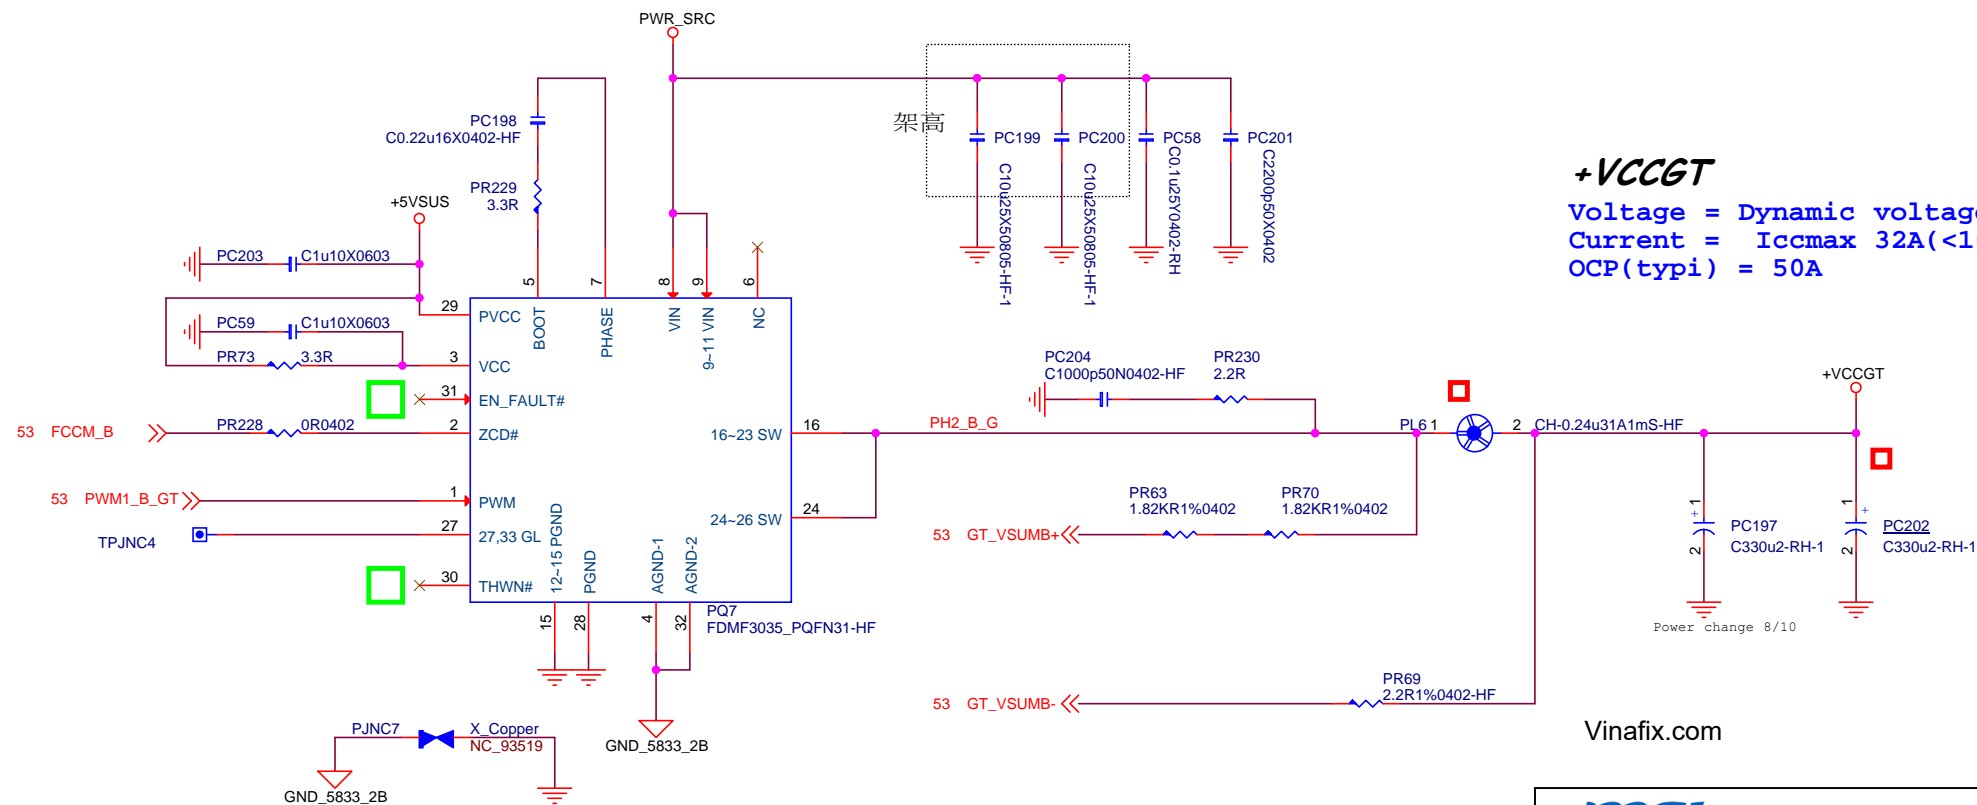 PWR_SRC
PC198
C0.22u16X0402-HF
PR229
3.3R
架高
PC199
C10u25X50805-HF-1
PC200
C10u25X50805-HF-1
PC58
C0.1u25Y0402-RH
PC201
C2200p50X0402
+VCCGT
Voltage = Dynamic voltage
Current = Iccmax 32A(<1
OCP(typi) = 50A
+5VSUS
PC203
C1u10X0603
PC59
C1u10X0603
PR73
3.3R
53 FCCM_B
PR228
0R0402
53 PWM1_B_GT
TPJNC4
29
3
31
2
1
27
30
5
7
8
9
6
PVCC
VCC
EN_FAULT#
ZCD#
PWM
27,33 GL
THWN#
BOOT
PHASE
VIN
9~11 VIN
NC
16~23 SW
24~26 SW
12~15 PGND
PGND
AGND-1
AGND-2
16
24
15
28
4
32
PQ7
FDMF3035_PQFN31-HF
PH2_B_G
PC204
C1000p50N0402-HF
PR230
2.2R
PL6
1
2
CH-0.24u31A1mS-HF
+VCCGT
PR63
1.82KR1%0402
PR70
1.82KR1%0402
53 GT_VSUMB+
1
+
2
PC197
C330u2-RH-1
1
+
2
PC202
C330u2-RH-1
Power change 8/10
PR69
2.2R1%0402-HF
53 GT_VSUMB-
PJNC7
X_Copper
NC_93519
GND_5833_2B
GND_5833_2B
Vinafix.com